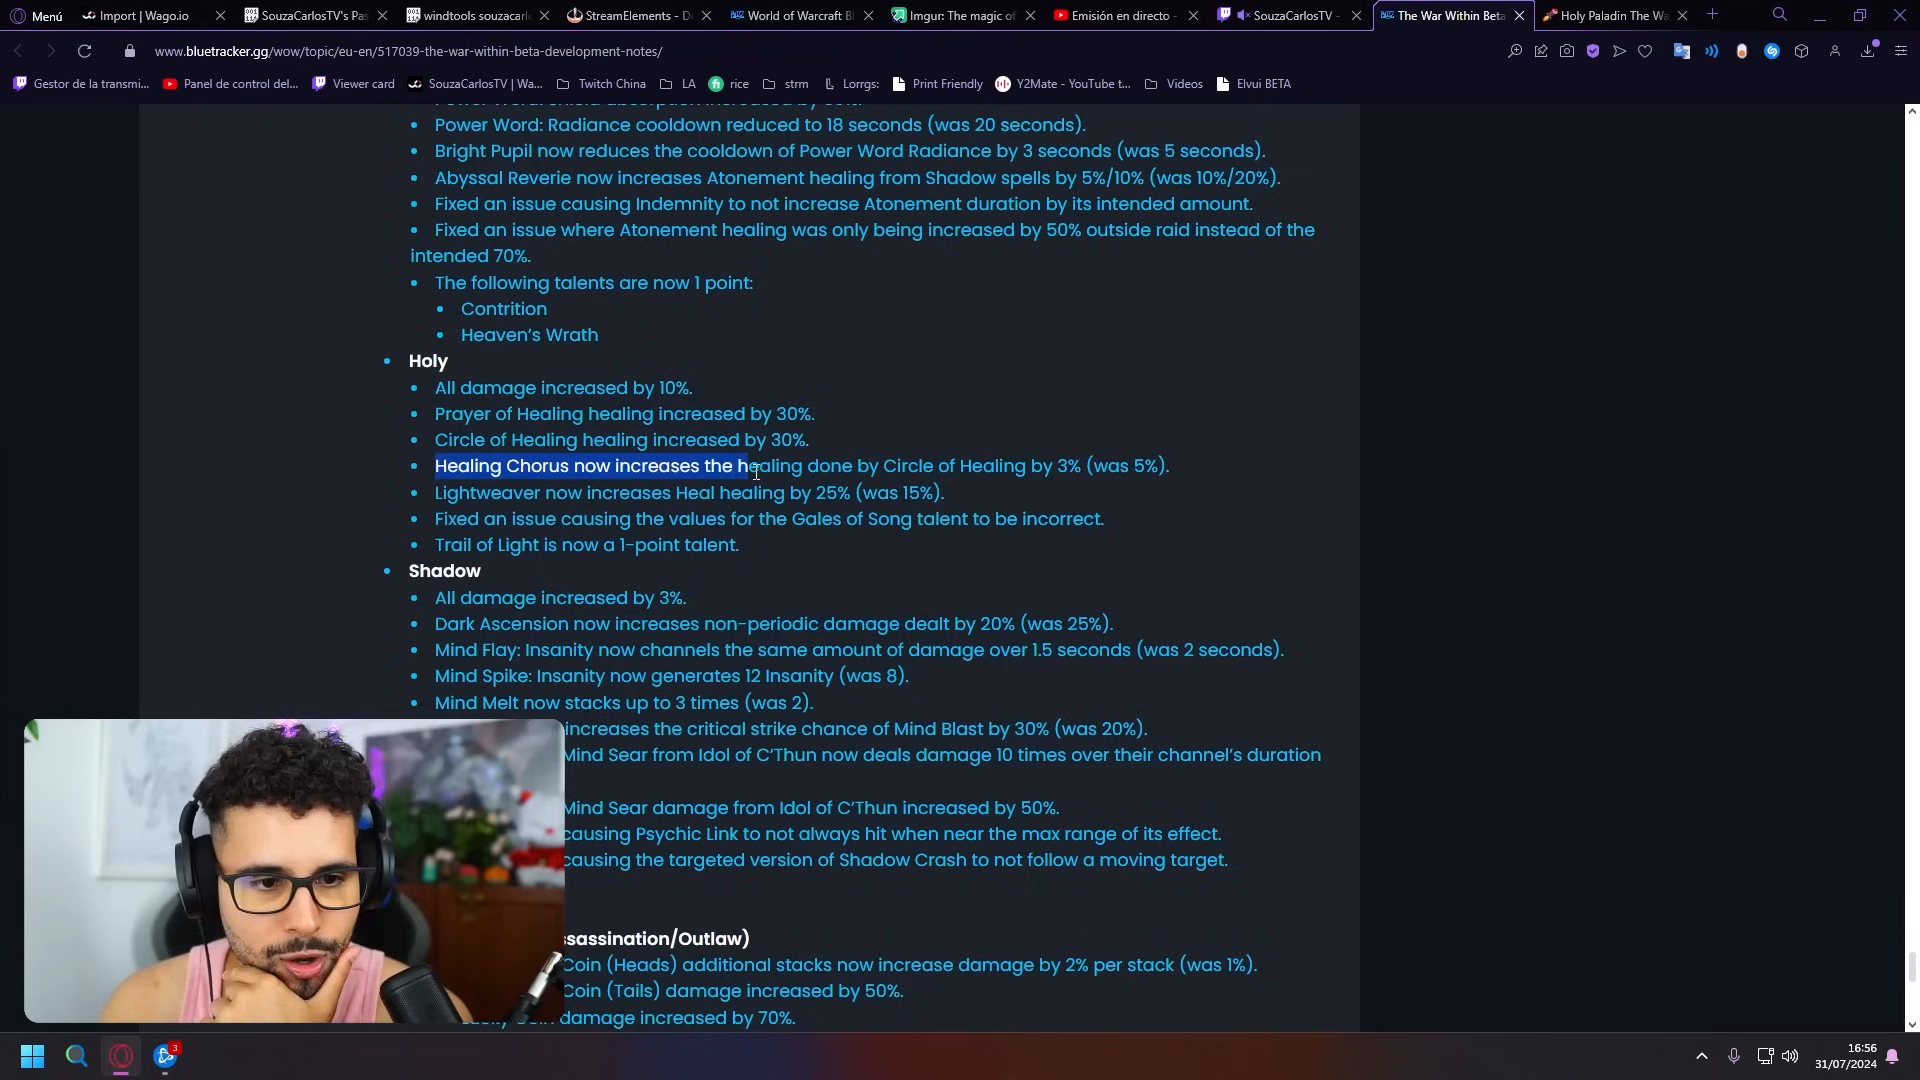 Menú
Import | Wago.io
SouzaCarlosTV's Pas
windtools souzacarl
StreamElements - D
World of Warcraft B
Imgur: The magic of
Emisión en directo -
SouzaCarlosTV -
The War Within Beta
Holy Paladin The Wa
www.bluetracker.gg/wow/topic/eu-en/517039-the-war-within-beta-development-notes/
Gestor de la transmi...
Panel de control del...
Viewer card
SouzaCarlosTV | Wa...
Twitch China
LA
rice
strm
Lorrgs:
Print Friendly
Y2Mate - YouTube t...
Videos
Elvui BETA
Power Word: Radiance cooldown reduced to 18 seconds (was 20 seconds).
Bright Pupil now reduces the cooldown of Power Word Radiance by 3 seconds (was 5 seconds).
Abyssal Reverie now increases Atonement healing from Shadow spells by 5%/10% (was 10%/20%).
Fixed an issue causing Indemnity to not increase Atonement duration by its intended amount.
Fixed an issue where Atonement healing was only being increased by 50% outside raid instead of the
intended 70%.
The following talents are now 1 point:
Contrition
Heaven's Wrath
Holy
All damage increased by 10%.
Prayer of Healing healing increased by 30%.
Circle of Healing healing increased by 30%.
Healing Chorus now increases the healing done by Circle of Healing by 3% (was 5%).
Lightweaver now increases Heal healing by 25% (was 15%).
Fixed an issue causing the values for the Gales of Song talent to be incorrect.
Trail of Light is now a 1-point talent.
Shadow
All damage increased by 3%.
Dark Ascension now increases non-periodic damage dealt by 20% (was 25%).
Mind Flay: Insanity now channels the same amount of damage over 1.5 seconds (was 2 seconds).
Mind Spike: Insanity now generates 12 Insanity (was 8).
Mind Melt now stacks up to 3 times (was 2).
increases the critical strike chance of Mind Blast by 30% (was 20%).
Mind Sear from Idol of C'Thun now deals damage 10 times over their channel's duration
Mind Sear damage from Idol of C'Thun increased by 50%.
causing Psychic Link to not always hit when near the max range of its effect.
causing the targeted version of Shadow Crash to not follow a moving target.
ssassination/Outlaw)
Coin (Heads) additional stacks now increase damage by 2% per stack (was 1%).
Coin (Tails) damage increased by 50%.
damage increased by 70%.
3
16:56
31/07/2024